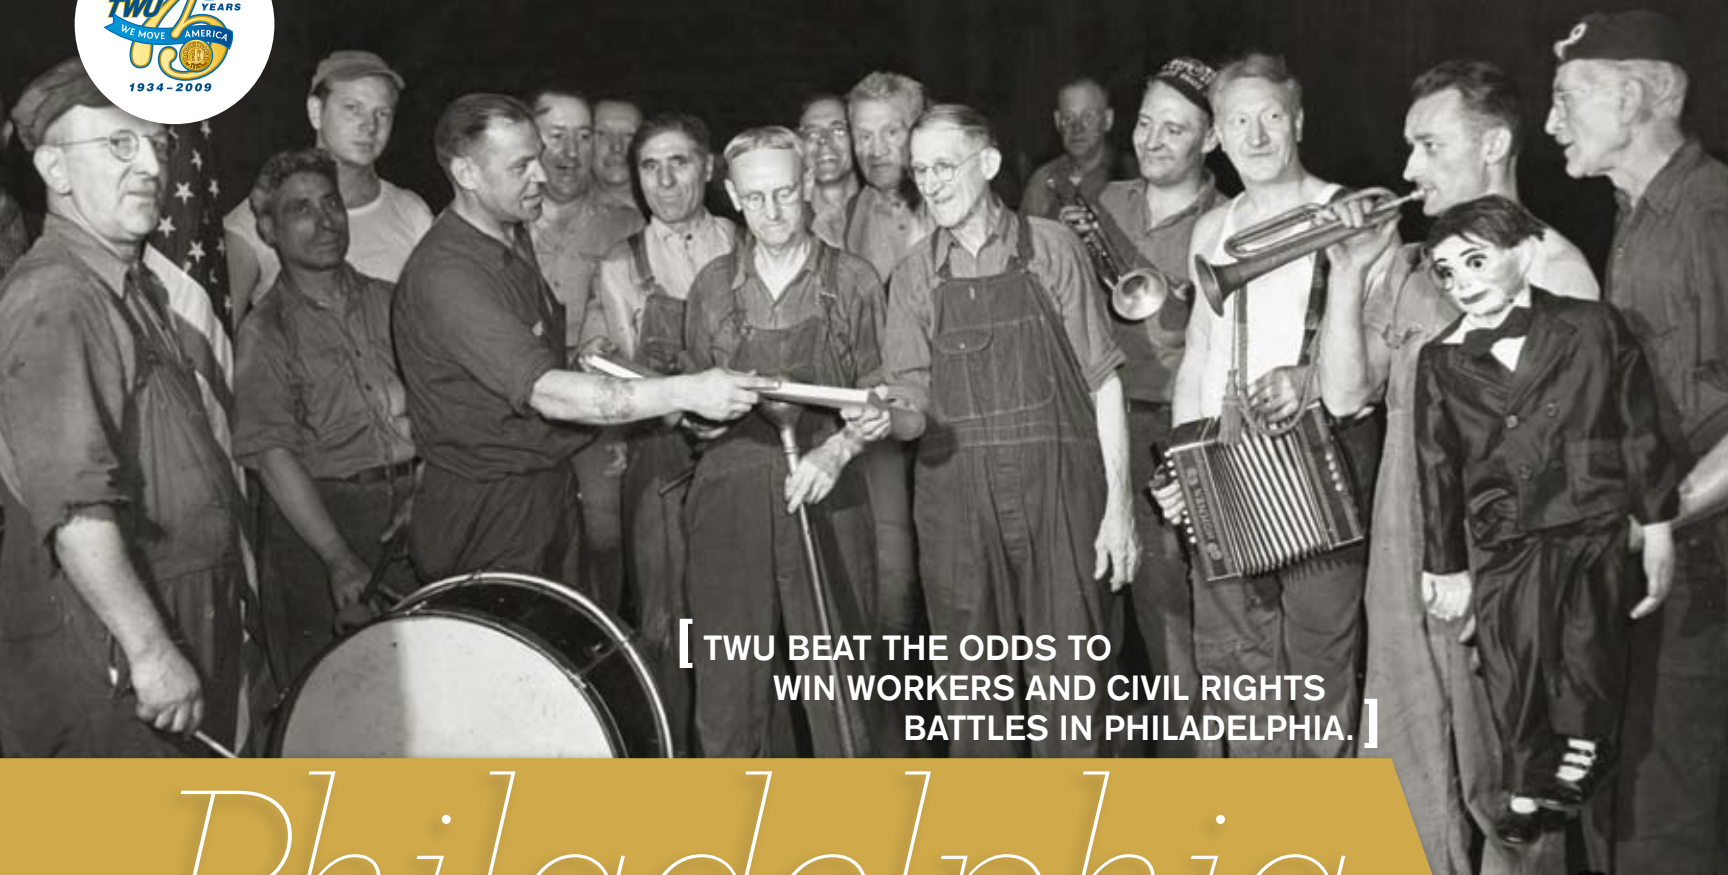 TWU
YEARS
WE MOVE AMERICA
1934–2009
[ TWU BEAT THE ODDS TO
WIN WORKERS AND CIVIL RIGHTS
BATTLES IN PHILADELPHIA. ]
Philadelphia